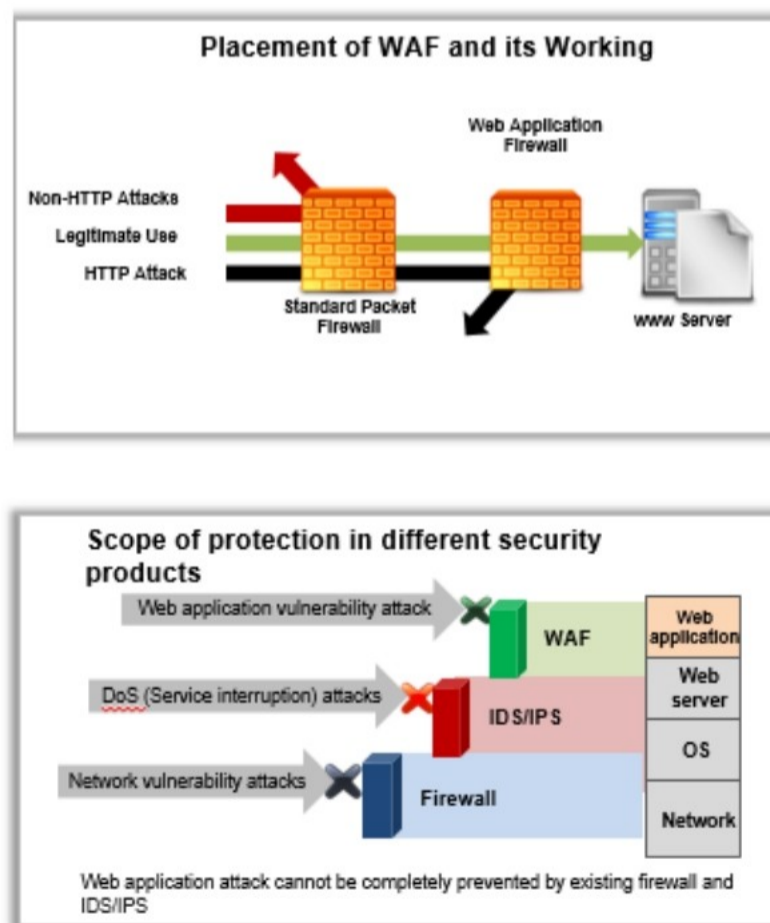 Placement of WAF and its Working
Web Application
Firewall
Non-HTTP Attacks
Legitimate Use
HTTP Attack
Standard Packet
Firewall
www Server
Scope of protection in different security
products
Web application vulnerability attack
WAF
Web
application
DoS (Service interruption) attacks
IDS/IPS
Web
server
OS
Network vulnerability attacks
Firewall
Network
Web application attack cannot be completely prevented by existing firewall and
IDS/IPS